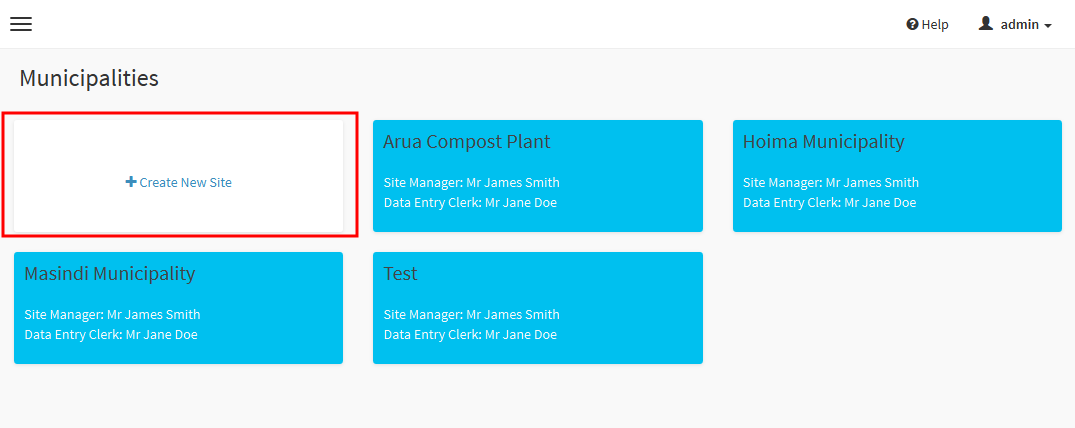 Help admin
Municipalities
Create New Site
Arua Compost Plant
Site Manager: Mr James Smith
Data Entry Clerk: Mr Jane Doe
Hoima Municipality
Site Manager: Mr James Smith
Data Entry Clerk: Mr Jane Doe
Masindi Municipality
Site Manager: Mr James Smith
Data Entry Clerk: Mr Jane Doe
Test
Site Manager: Mr James Smith
Data Entry Clerk: Mr Jane Doe